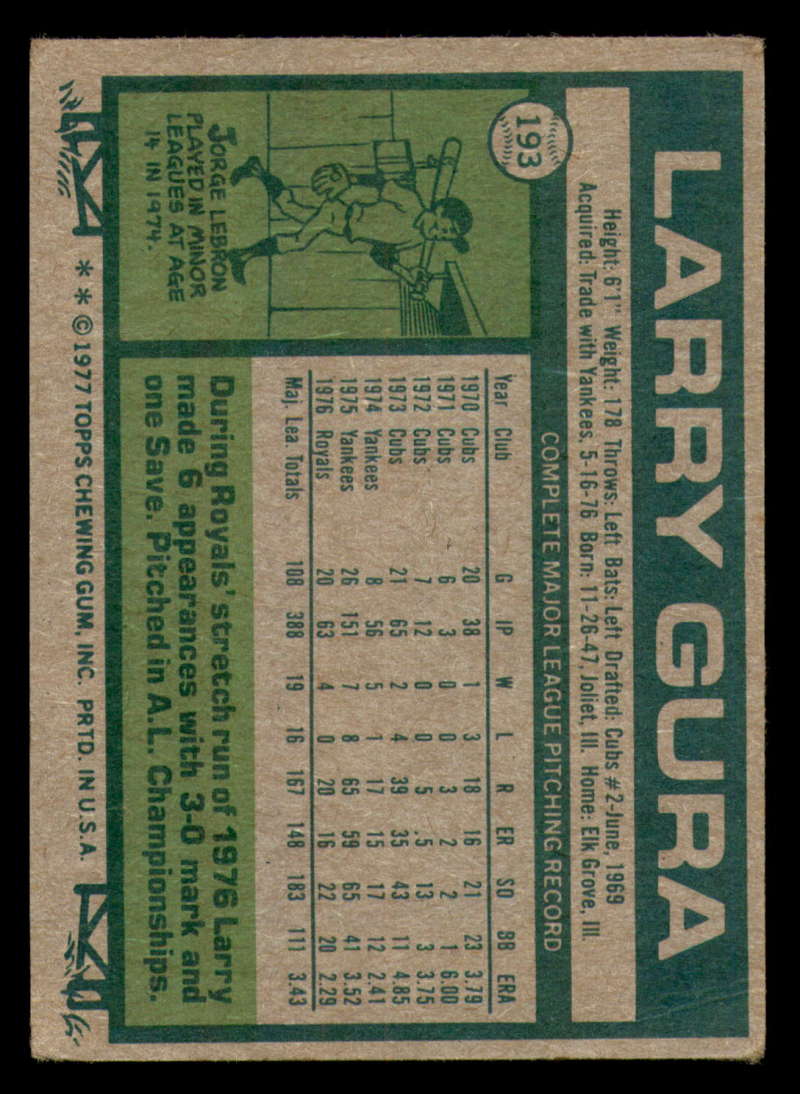 193
LARRY GURA
Height: 6'1" Weight: 178 Throws: Left Bats: Left Drafted: Cubs #2-June, 1969
Acquired: Trade with Yankees, 5-16-76 Born: 11-26-47, Joliet, Ill. Home: Elk Grove, Ill.
COMPLETE MAJOR LEAGUE PITCHING RECORD
Year Club G IP W L R ER SO BB ERA
1970 Cubs 20 38 1 3 18 16 21 23 3.79
1971 Cubs 6 3 0 0 3 2 2 1 6.00
1972 Cubs 7 12 0 0 5 5 13 3 3.75
1973 Cubs 21 65 2 4 39 35 43 11 4.85
1974 Yankees 8 56 5 1 17 15 17 12 2.41
1975 Yankees 26 151 7 8 65 59 65 41 3.52
1976 Royals 20 63 4 0 20 16 22 20 2.29
Maj. Lea. Totals 108 388 19 16 167 148 183 111 3.43
JORGE LEBRON
PLAYED IN MINOR
LEAGUES AT AGE
14 IN 1974.
During Royals' stretch run of 1976 Larry
made 6 appearances with 3-0 mark and
one Save. Pitched in A.L. Championships.
* * © 1977 TOPPS CHEWING GUM, INC. PRTD. IN U.S.A.